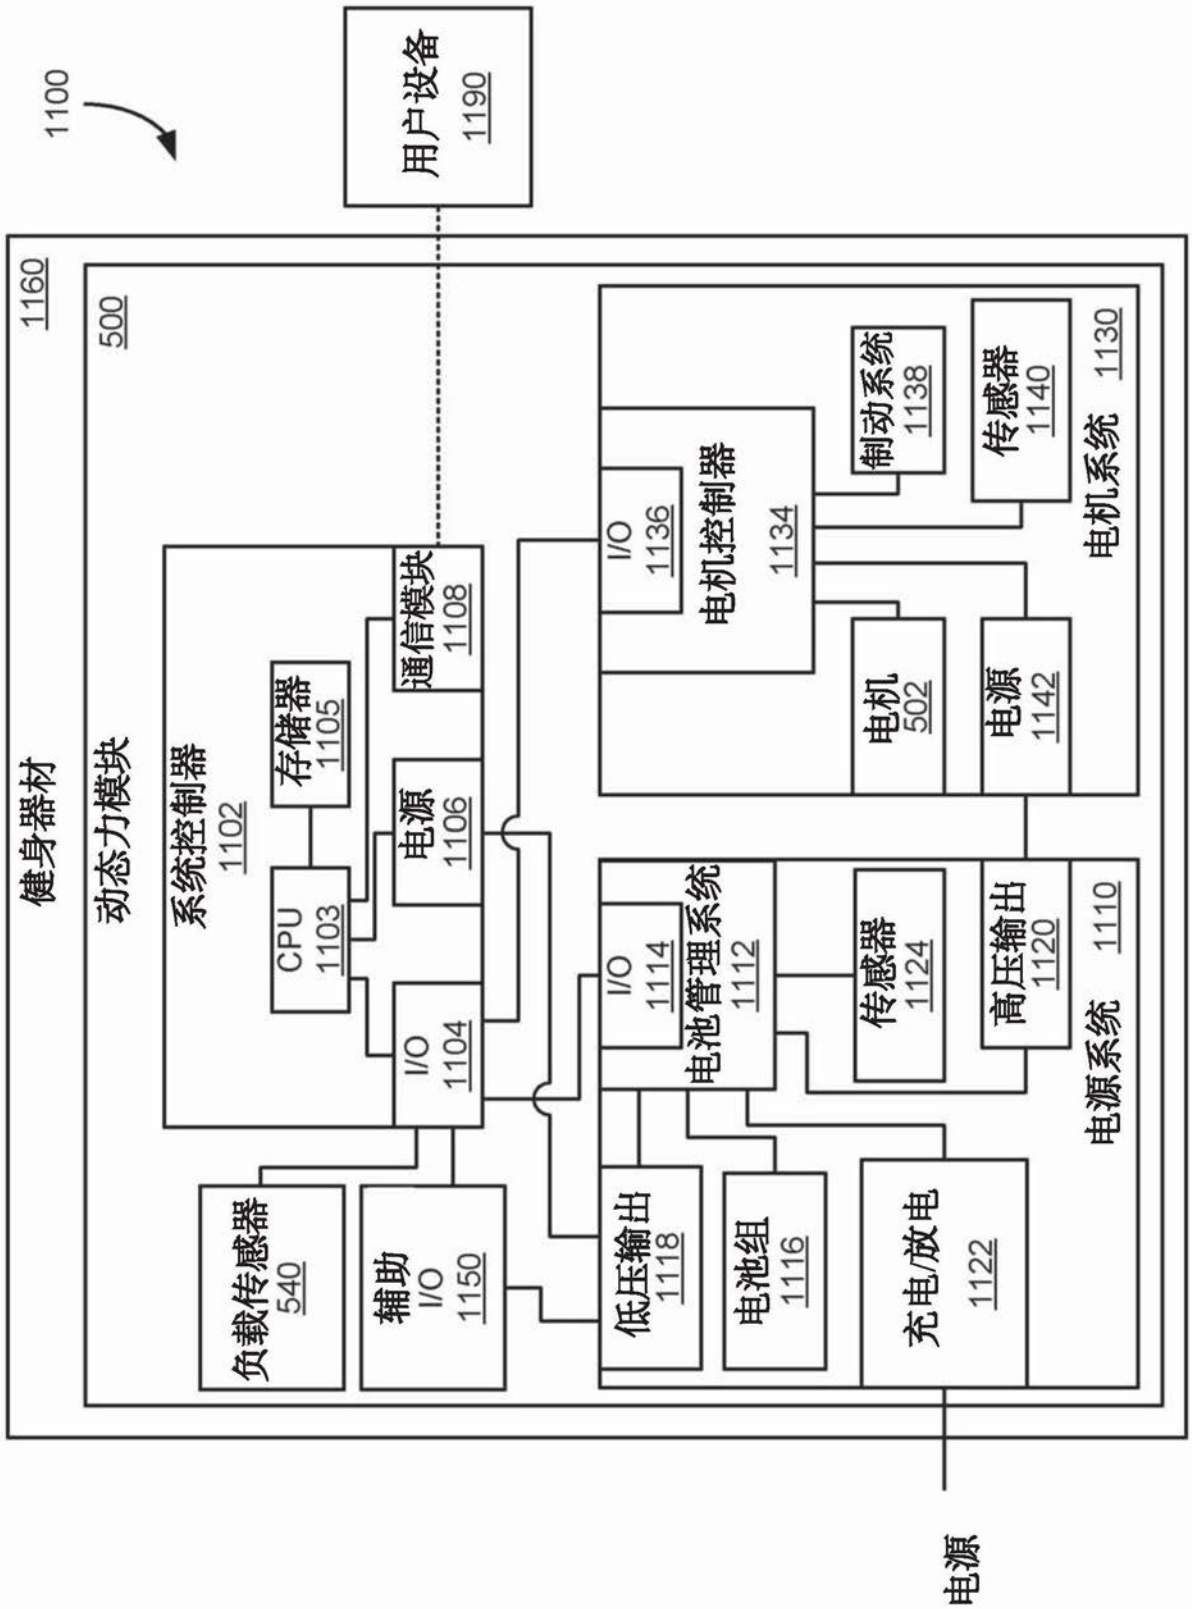 1100
健身器材
1160
动态力模块
500
用户设备
1190
系统控制器
1102
CPU
1103
存储器
1105
I/O
1104
电源
1106
通信模块
1108
负载传感器
540
辅助
I/O
1150
I/O
1114
电池管理系统
1112
低压输出
1118
电池组
1116
充电/放电
1122
传感器
1124
高压输出
1120
电源系统
1110
I/O
1136
电机控制器
1134
电机
502
电源
1142
制动系统
1138
传感器
1140
电机系统
1130
电源